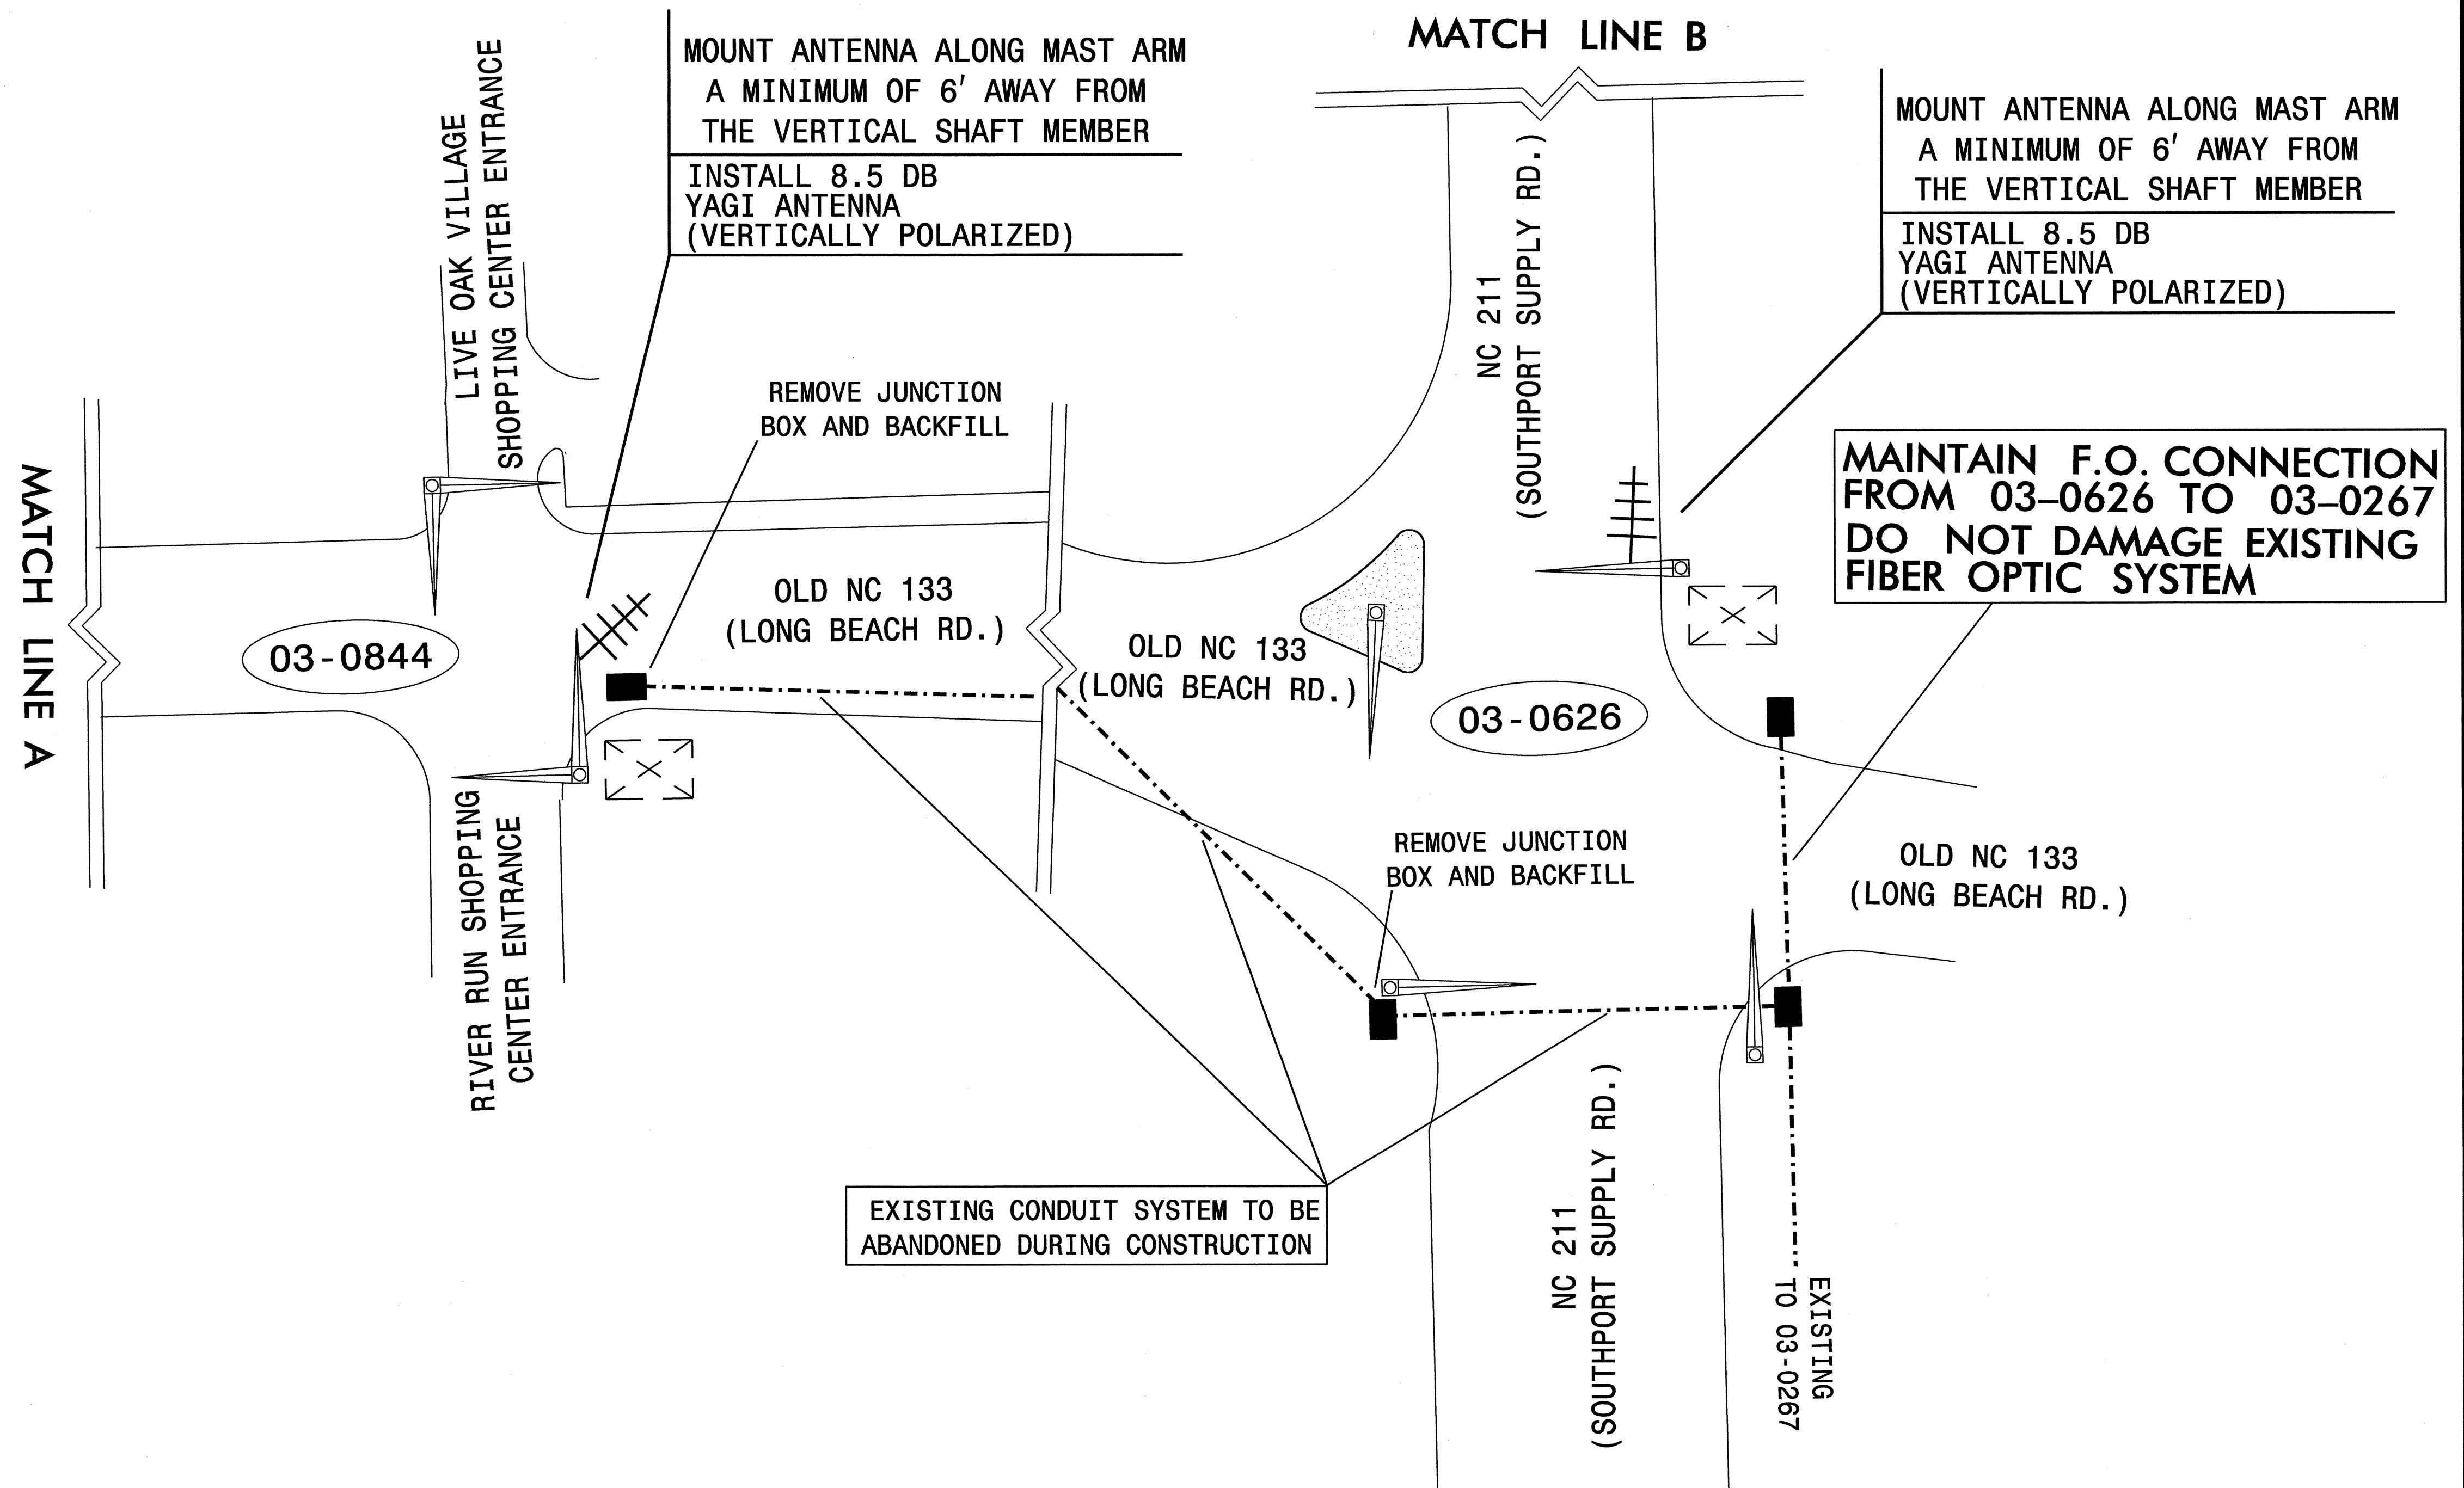 MATCH LINE B
MOUNT ANTENNA ALONG MAST ARM
A MINIMUM OF 6' AWAY FROM
THE VERTICAL SHAFT MEMBER
INSTALL 8.5 DB
YAGI ANTENNA
(VERTICALLY POLARIZED)
MOUNT ANTENNA ALONG MAST ARM
A MINIMUM OF 6' AWAY FROM
THE VERTICAL SHAFT MEMBER
INSTALL 8.5 DB
YAGI ANTENNA
(VERTICALLY POLARIZED)
LIVE OAK VILLAGE
SHOPPING CENTER ENTRANCE
NC 211
(SOUTHPORT SUPPLY RD.)
REMOVE JUNCTION
BOX AND BACKFILL
MAINTAIN F.O. CONNECTION
FROM 03–0626 TO 03–0267
DO NOT DAMAGE EXISTING
FIBER OPTIC SYSTEM
MATCH LINE A
03-0844
OLD NC 133
(LONG BEACH RD.)
OLD NC 133
(LONG BEACH RD.)
03-0626
REMOVE JUNCTION
BOX AND BACKFILL
OLD NC 133
(LONG BEACH RD.)
RIVER RUN SHOPPING
CENTER ENTRANCE
EXISTING CONDUIT SYSTEM TO BE
ABANDONED DURING CONSTRUCTION
NC 211
(SOUTHPORT SUPPLY RD.)
EXISTING
TO 03-0267